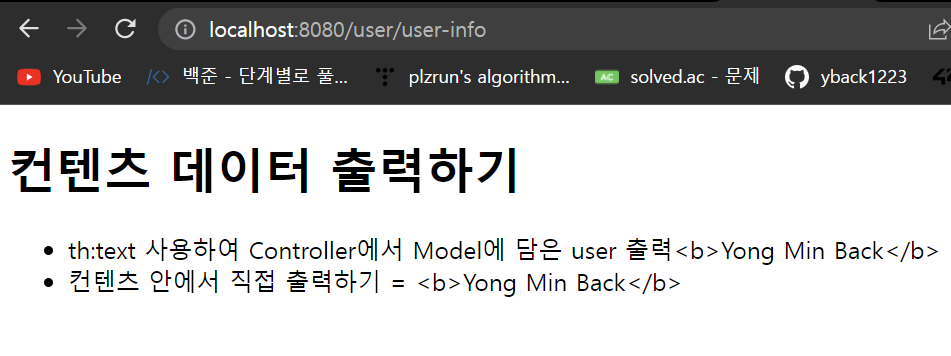 localhost:8080/user/user-info
YouTube 백준 - 단계별로 풀... plzrun's algorithm... AC solved.ac - 문제 yback1223
컨텐츠 데이터 출력하기
• th:text 사용하여 Controller에서 Model에 담은 user 출력<b>Yong Min Back</b>
• 컨텐츠 안에서 직접 출력하기 = <b>Yong Min Back</b>